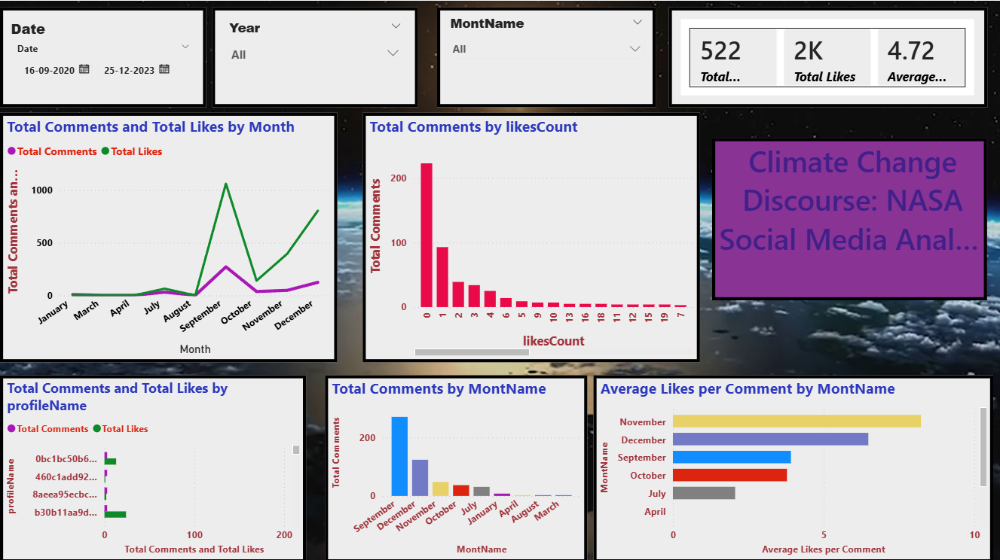 Date
Date
16-09-2020 25-12-2023
Year
All
MontName
All
522 2K 4.72
Total... Total Likes Average...
Total Comments and Total Likes by Month
Total Comments Total Likes
Total Comments an...
1000
500
0
January March April July August September October November December
Month
Total Comments by likesCount
Total Comments
200
100
0
0 1 2 3 4 6 5 9 10 13 16 18 11 12 15 19 7
likesCount
Climate Change
Discourse: NASA
Social Media Anal...
Total Comments and Total Likes by
profileName
Total Comments Total Likes
profileName
0bc1bc50b6...
460c1add92...
8aeea95ecbc...
b30b11aa9d...
0 100 200
Total Comments and Total Likes
Total Comments by MontName
Total Comments
200
0
September December November October July January April August March
MontName
Average Likes per Comment by MontName
MontName
November
December
September
October
July
April
0 5 10
Average Likes per Comment